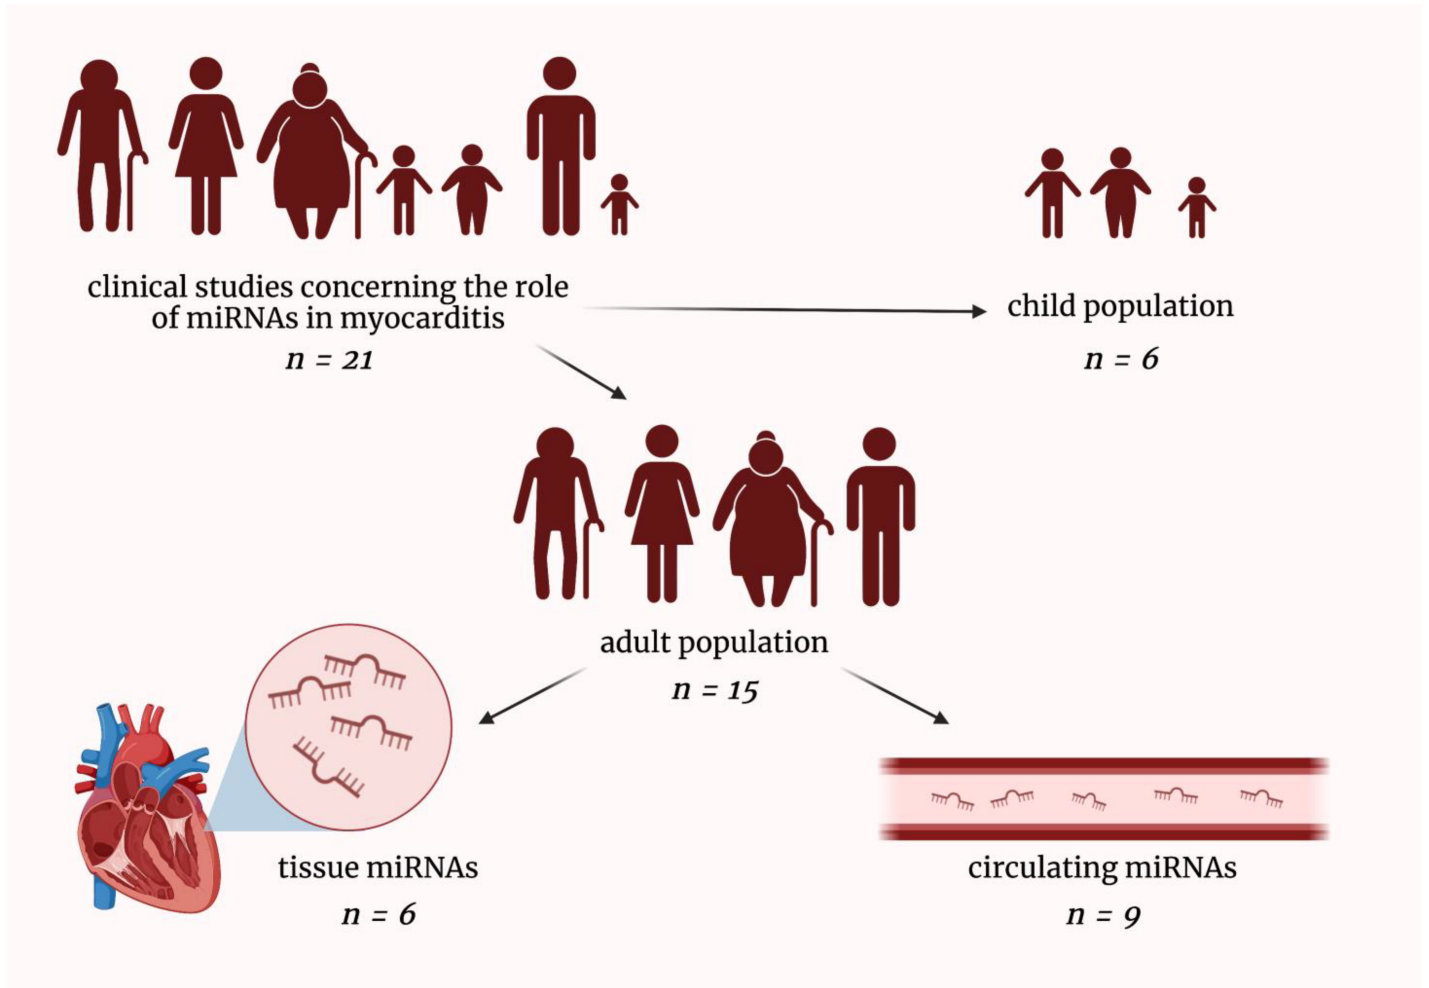 clinical studies concerning the role
of miRNAs in myocarditis
n = 21
child population
n = 6
adult population
n = 15
tissue miRNAs
n = 6
circulating miRNAs
n = 9